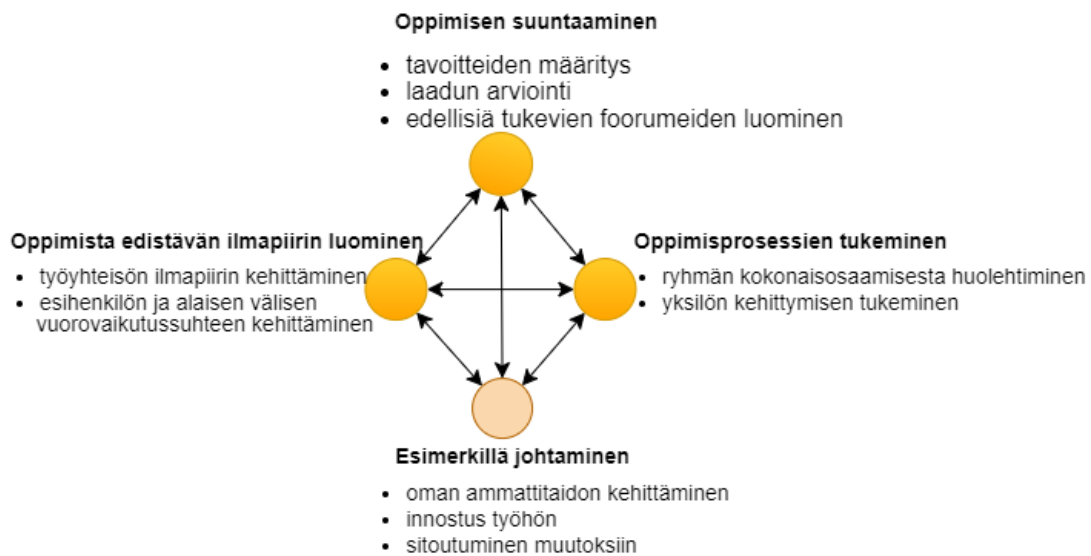 Oppimisen suuntaaminen
• tavoitteiden määritys
• laadun arviointi
• edellisiä tukevien foorumeiden luominen
Oppimista edistävän ilmapiirin luominen
• työyhteisön ilmapiirin kehittäminen
• esihenkilön ja alaisen välisen
vuorovaikutussuhteen kehittäminen
Oppimisprosessien tukeminen
• ryhmän kokonaisosaamisesta huolehtiminen
• yksilön kehittymisen tukeminen
Esimerkillä johtaminen
• oman ammattitaidon kehittäminen
• innostus työhön
• sitoutuminen muutoksiin